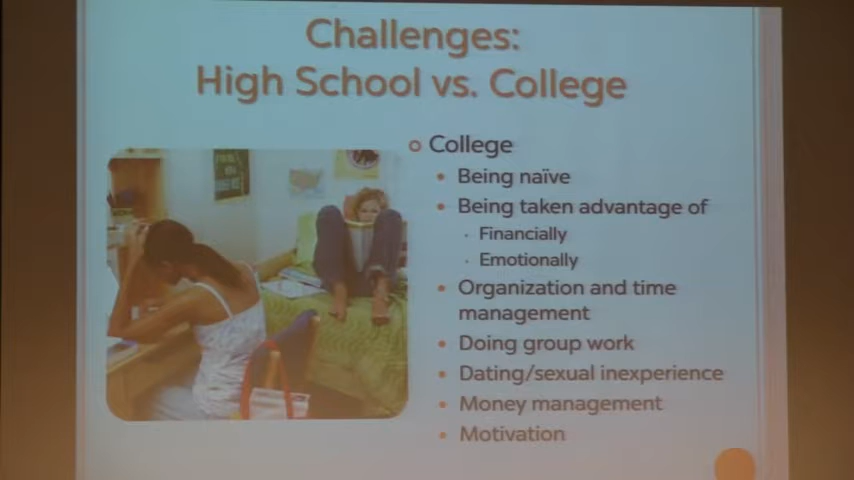 Challenges:
High School vs. College
College
Being naïve
Being taken advantage of
Financially
Emotionally
Organization and time
management
Doing group work
Dating/sexual inexperience
Money management
Motivation